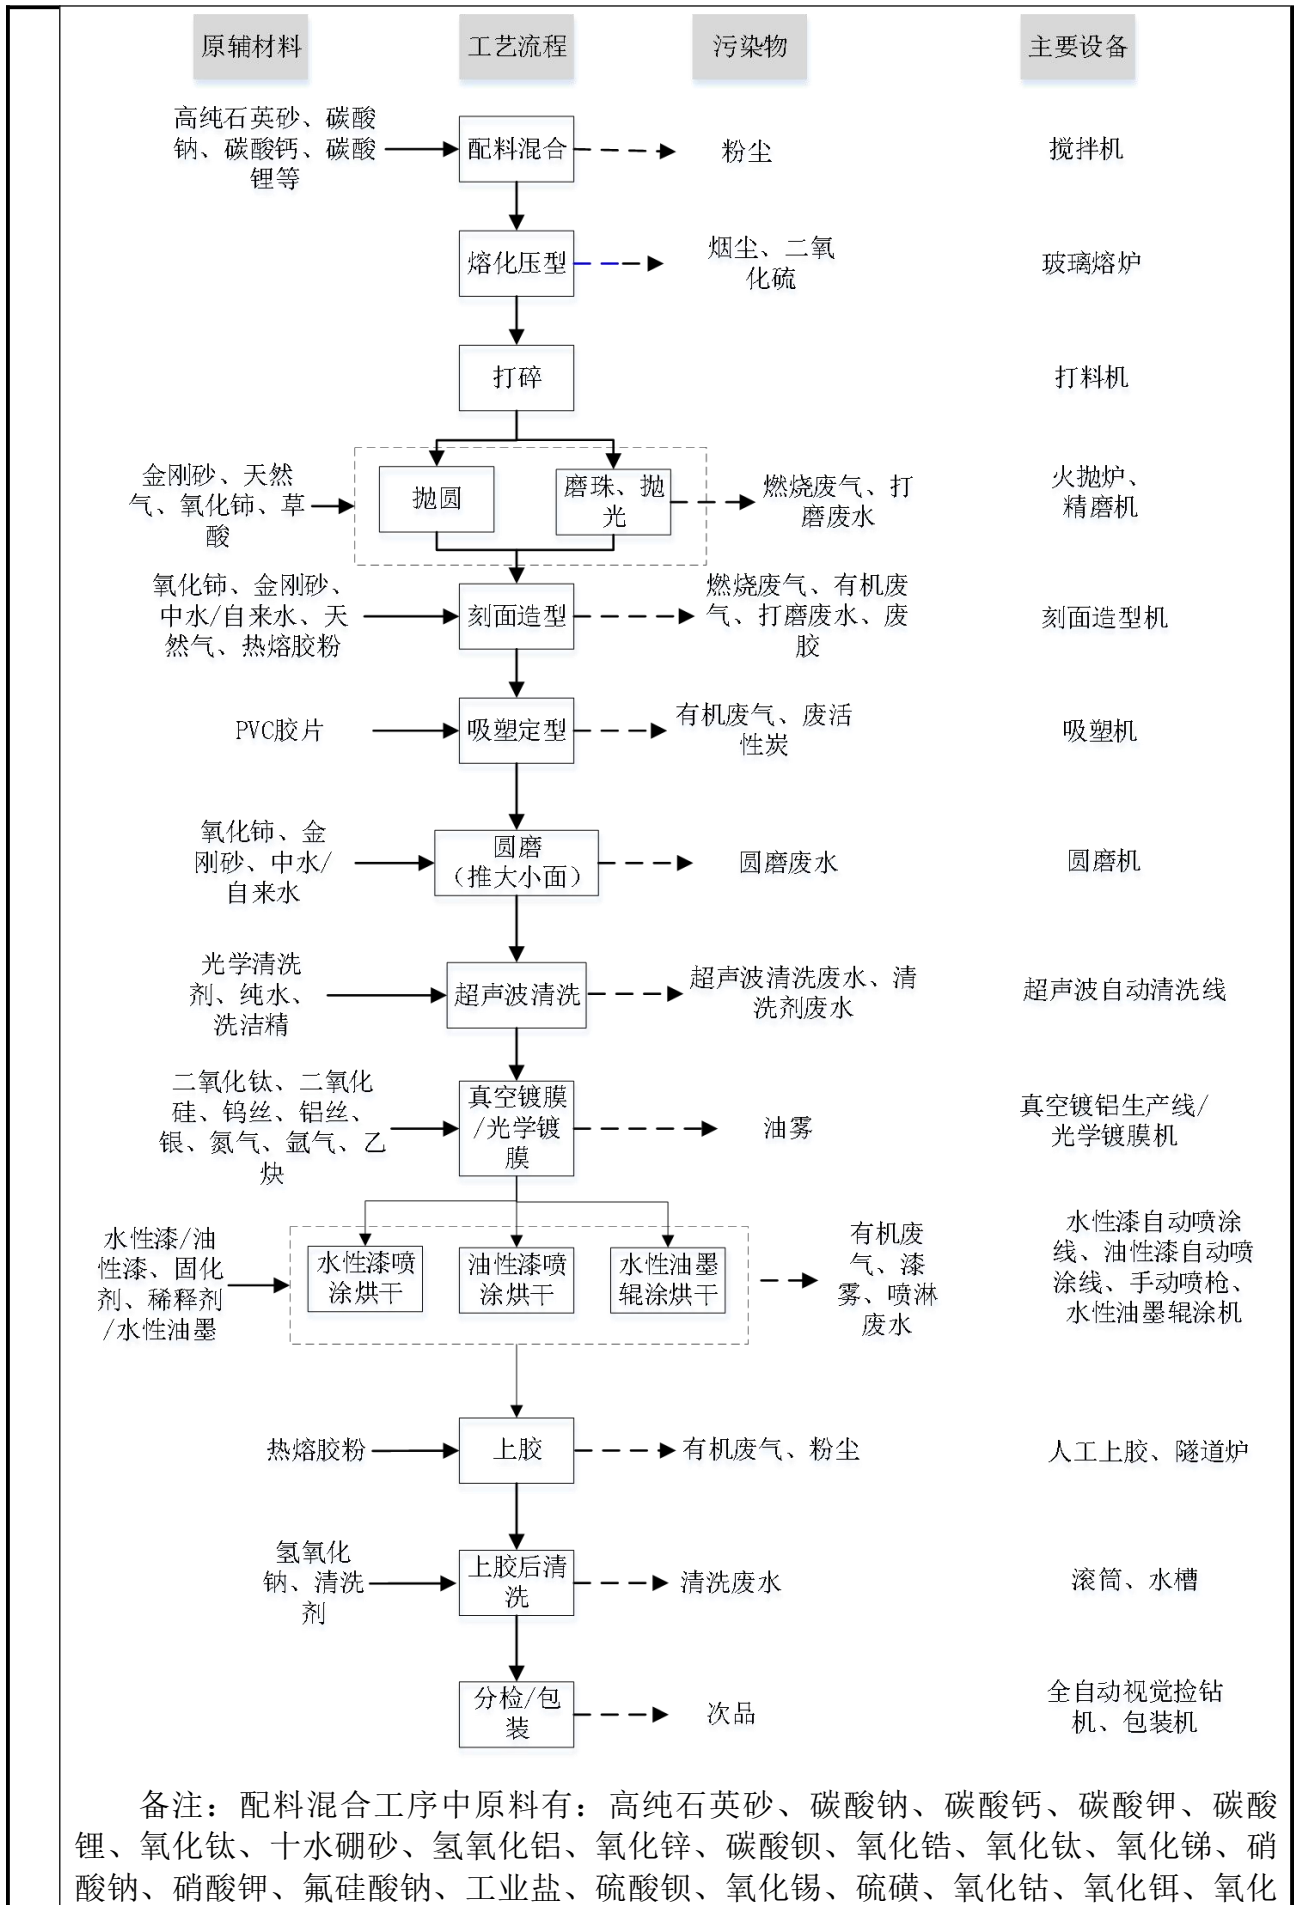 原辅材料
工艺流程
污染物
主要设备
高纯石英砂、碳酸
钠、碳酸钙、碳酸
锂等
配料混合
粉尘
搅拌机
熔化压型
烟尘、二氧
化硫
玻璃熔炉
打碎
打料机
金刚砂、天然
气、氧化铈、草
酸
抛圆
磨珠、抛
光
燃烧废气、打
磨废水
火抛炉、
精磨机
氧化铈、金刚砂、
中水/自来水、天
然气、热熔胶粉
刻面造型
燃烧废气、有机废
气、打磨废水、废
胶
刻面造型机
PVC胶片
吸塑定型
有机废气、废活
性炭
吸塑机
氧化铈、金
刚砂、中水/
自来水
圆磨
（推大小面）
圆磨废水
圆磨机
光学清洗
剂、纯水、
洗洁精
超声波清洗
超声波清洗废水、清
洗剂废水
超声波自动清洗线
二氧化钛、二氧化
硅、钨丝、铝丝、
银、氮气、氩气、乙
炔
真空镀膜
/光学镀
膜
油雾
真空镀铝生产线/
光学镀膜机
水性漆/油
性漆、固化
剂、稀释剂
/水性油墨
水性漆喷
涂烘干
油性漆喷
涂烘干
水性油墨
辊涂烘干
有机废
气、漆
雾、喷淋
废水
水性漆自动喷涂
线、油性漆自动喷
涂线、手动喷枪、
水性油墨辊涂机
热熔胶粉
上胶
有机废气、粉尘
人工上胶、隧道炉
氢氧化
钠、清洗
剂
上胶后清
洗
清洗废水
滚筒、水槽
分检/包
装
次品
全自动视觉捡钻
机、包装机
备注：配料混合工序中原料有：高纯石英砂、碳酸钠、碳酸钙、碳酸钾、碳酸
锂、氧化钛、十水硼砂、氢氧化铝、氧化锌、碳酸钡、氧化锆、氧化钛、氧化锑、硝
酸钠、硝酸钾、氟硅酸钠、工业盐、硫酸钡、氧化锡、硫磺、氧化钴、氧化铒、氧化